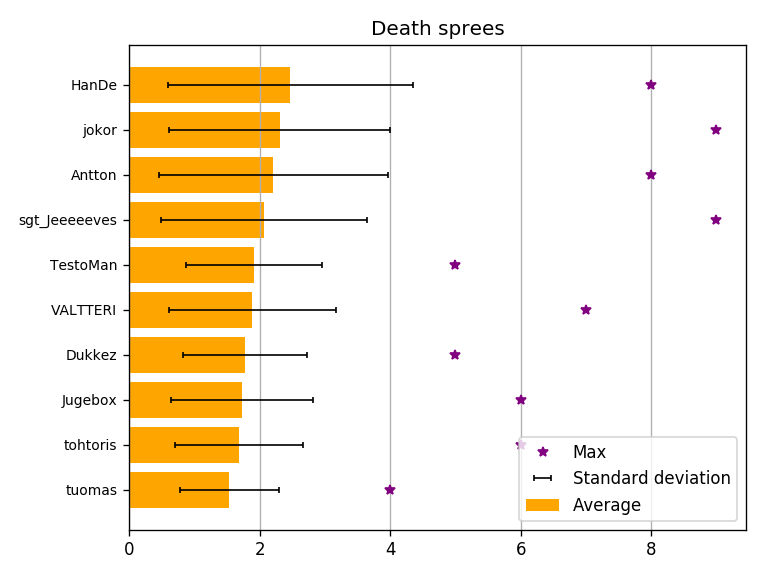 Death sprees
HanDe
jokor
Antton
sgt_Jeeeeeves
TestoMan
VALTTERI
Dukkez
Jugebox
tohtoris
tuomas
Max
Standard deviation
Average
0 2 4 6 8